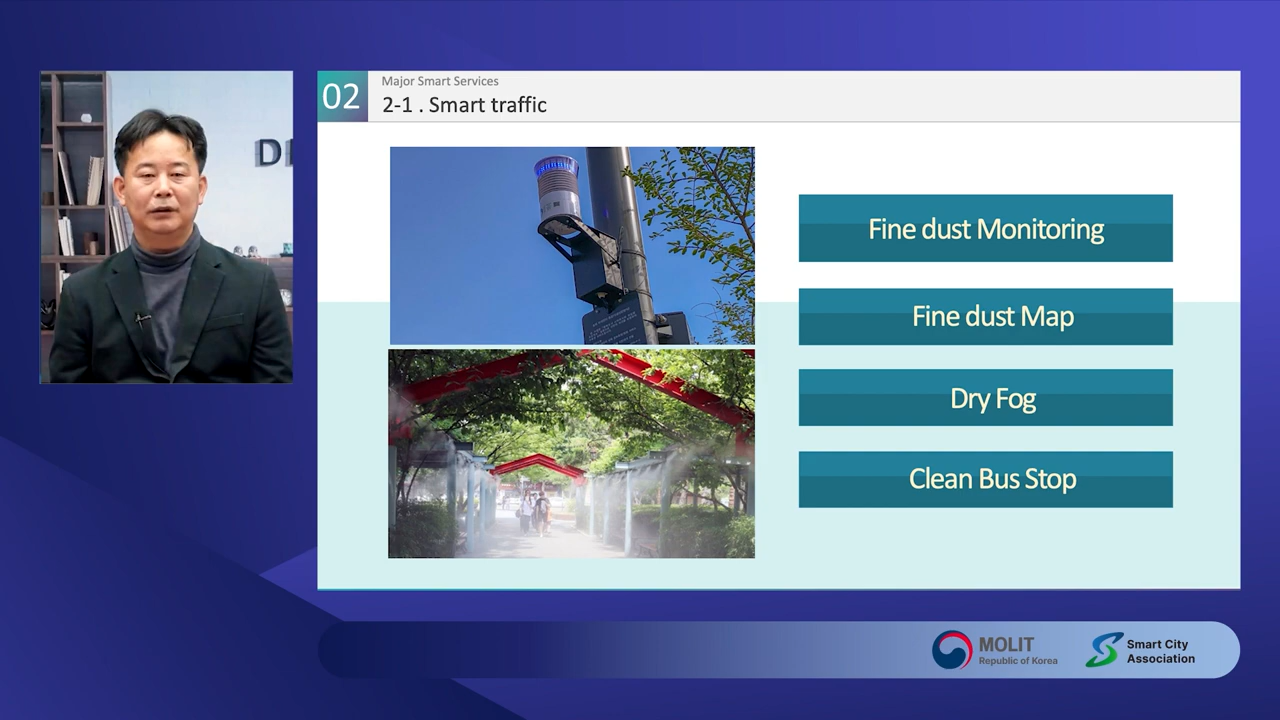 DI
02
Major Smart Services
2-1 . Smart traffic
Fine dust Monitoring
Fine dust Map
Dry Fog
Clean Bus Stop
MOLIT
Republic of Korea
Smart City
Association